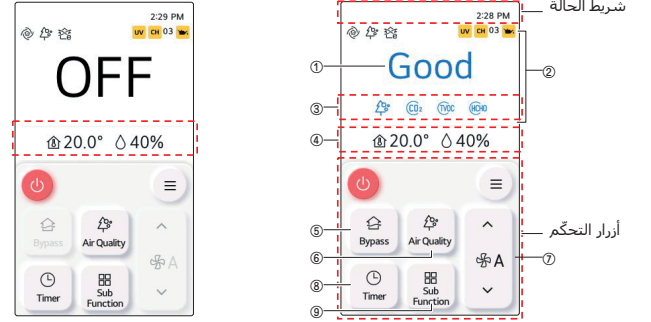 2:29 PM
UV CH 03
OFF
20.0° 40%
Bypass
Air Quality
A
Timer
Sub
Function
شريط الحالة
2:28 PM
UV CH 03
① Good ②
③ CO2 TVOC HCHO
④ 20.0° 40%
أزرار التحكّم
⑤ Bypass
Air Quality
⑥
A ⑦
⑧ Timer
Sub
Function
⑨